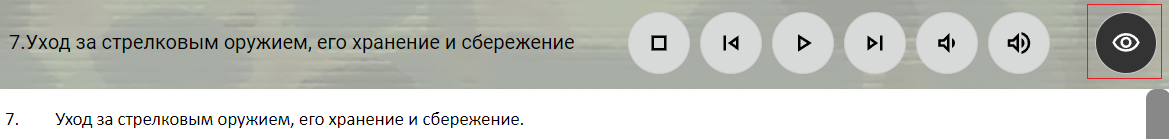 7.Уход за стрелковым оружием, его хранение и сбережение
7. Уход за стрелковым оружием, его хранение и сбережение.